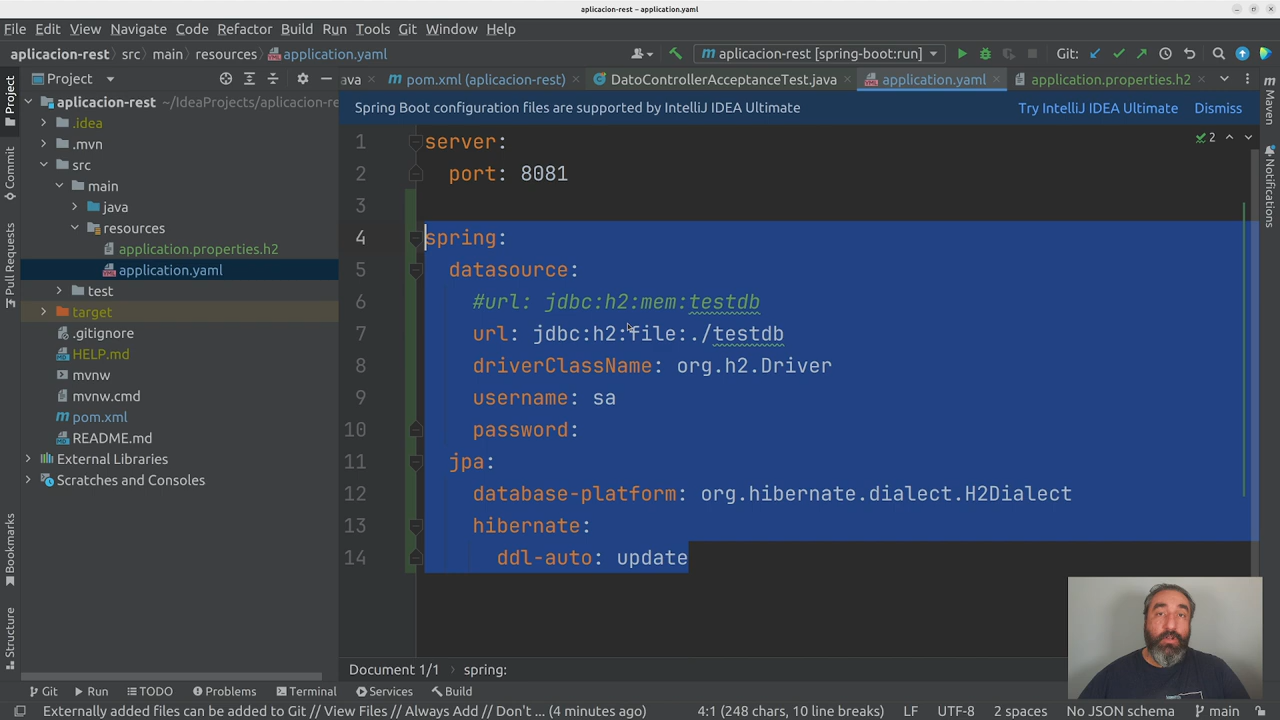 aplicacion-rest – application.yaml
File Edit View Navigate Code Refactor Build Run Tools Git Window Help
aplicacion-rest src main resources application.yaml aplicacion-rest [spring-boot:run] Git:
Project ava pom.xml (aplicacion-rest) DatoControllerAcceptanceTest.java application.yaml application.properties.h2
Spring Boot configuration files are supported by IntelliJ IDEA Ultimate Try IntelliJ IDEA Ultimate Dismiss
Project
Commit
Pull Requests
Bookmarks
Structure
aplicacion-rest ~/IdeaProjects/aplicacion-re
.idea
.mvn
src
main
java
resources
application.properties.h2
application.yaml
test
target
.gitignore
HELP.md
mvnw
mvnw.cmd
pom.xml
README.md
External Libraries
Scratches and Consoles
1 server:
2 port: 8081
3
4 spring:
5 datasource:
6 #url: jdbc:h2:mem:testdb
7 url: jdbc:h2:file:./testdb
8 driverClassName: org.h2.Driver
9 username: sa
10 password:
11 jpa:
12 database-platform: org.hibernate.dialect.H2Dialect
13 hibernate:
14 ddl-auto: update
2
Maven
Notifications
Document 1/1 spring:
Git Run TODO Problems Terminal Services Build
Externally added files can be added to Git // View Files // Always Add // Don't ... (4 minutes ago) 4:1 (248 chars, 10 line breaks) LF UTF-8 2 spaces No JSON schema main